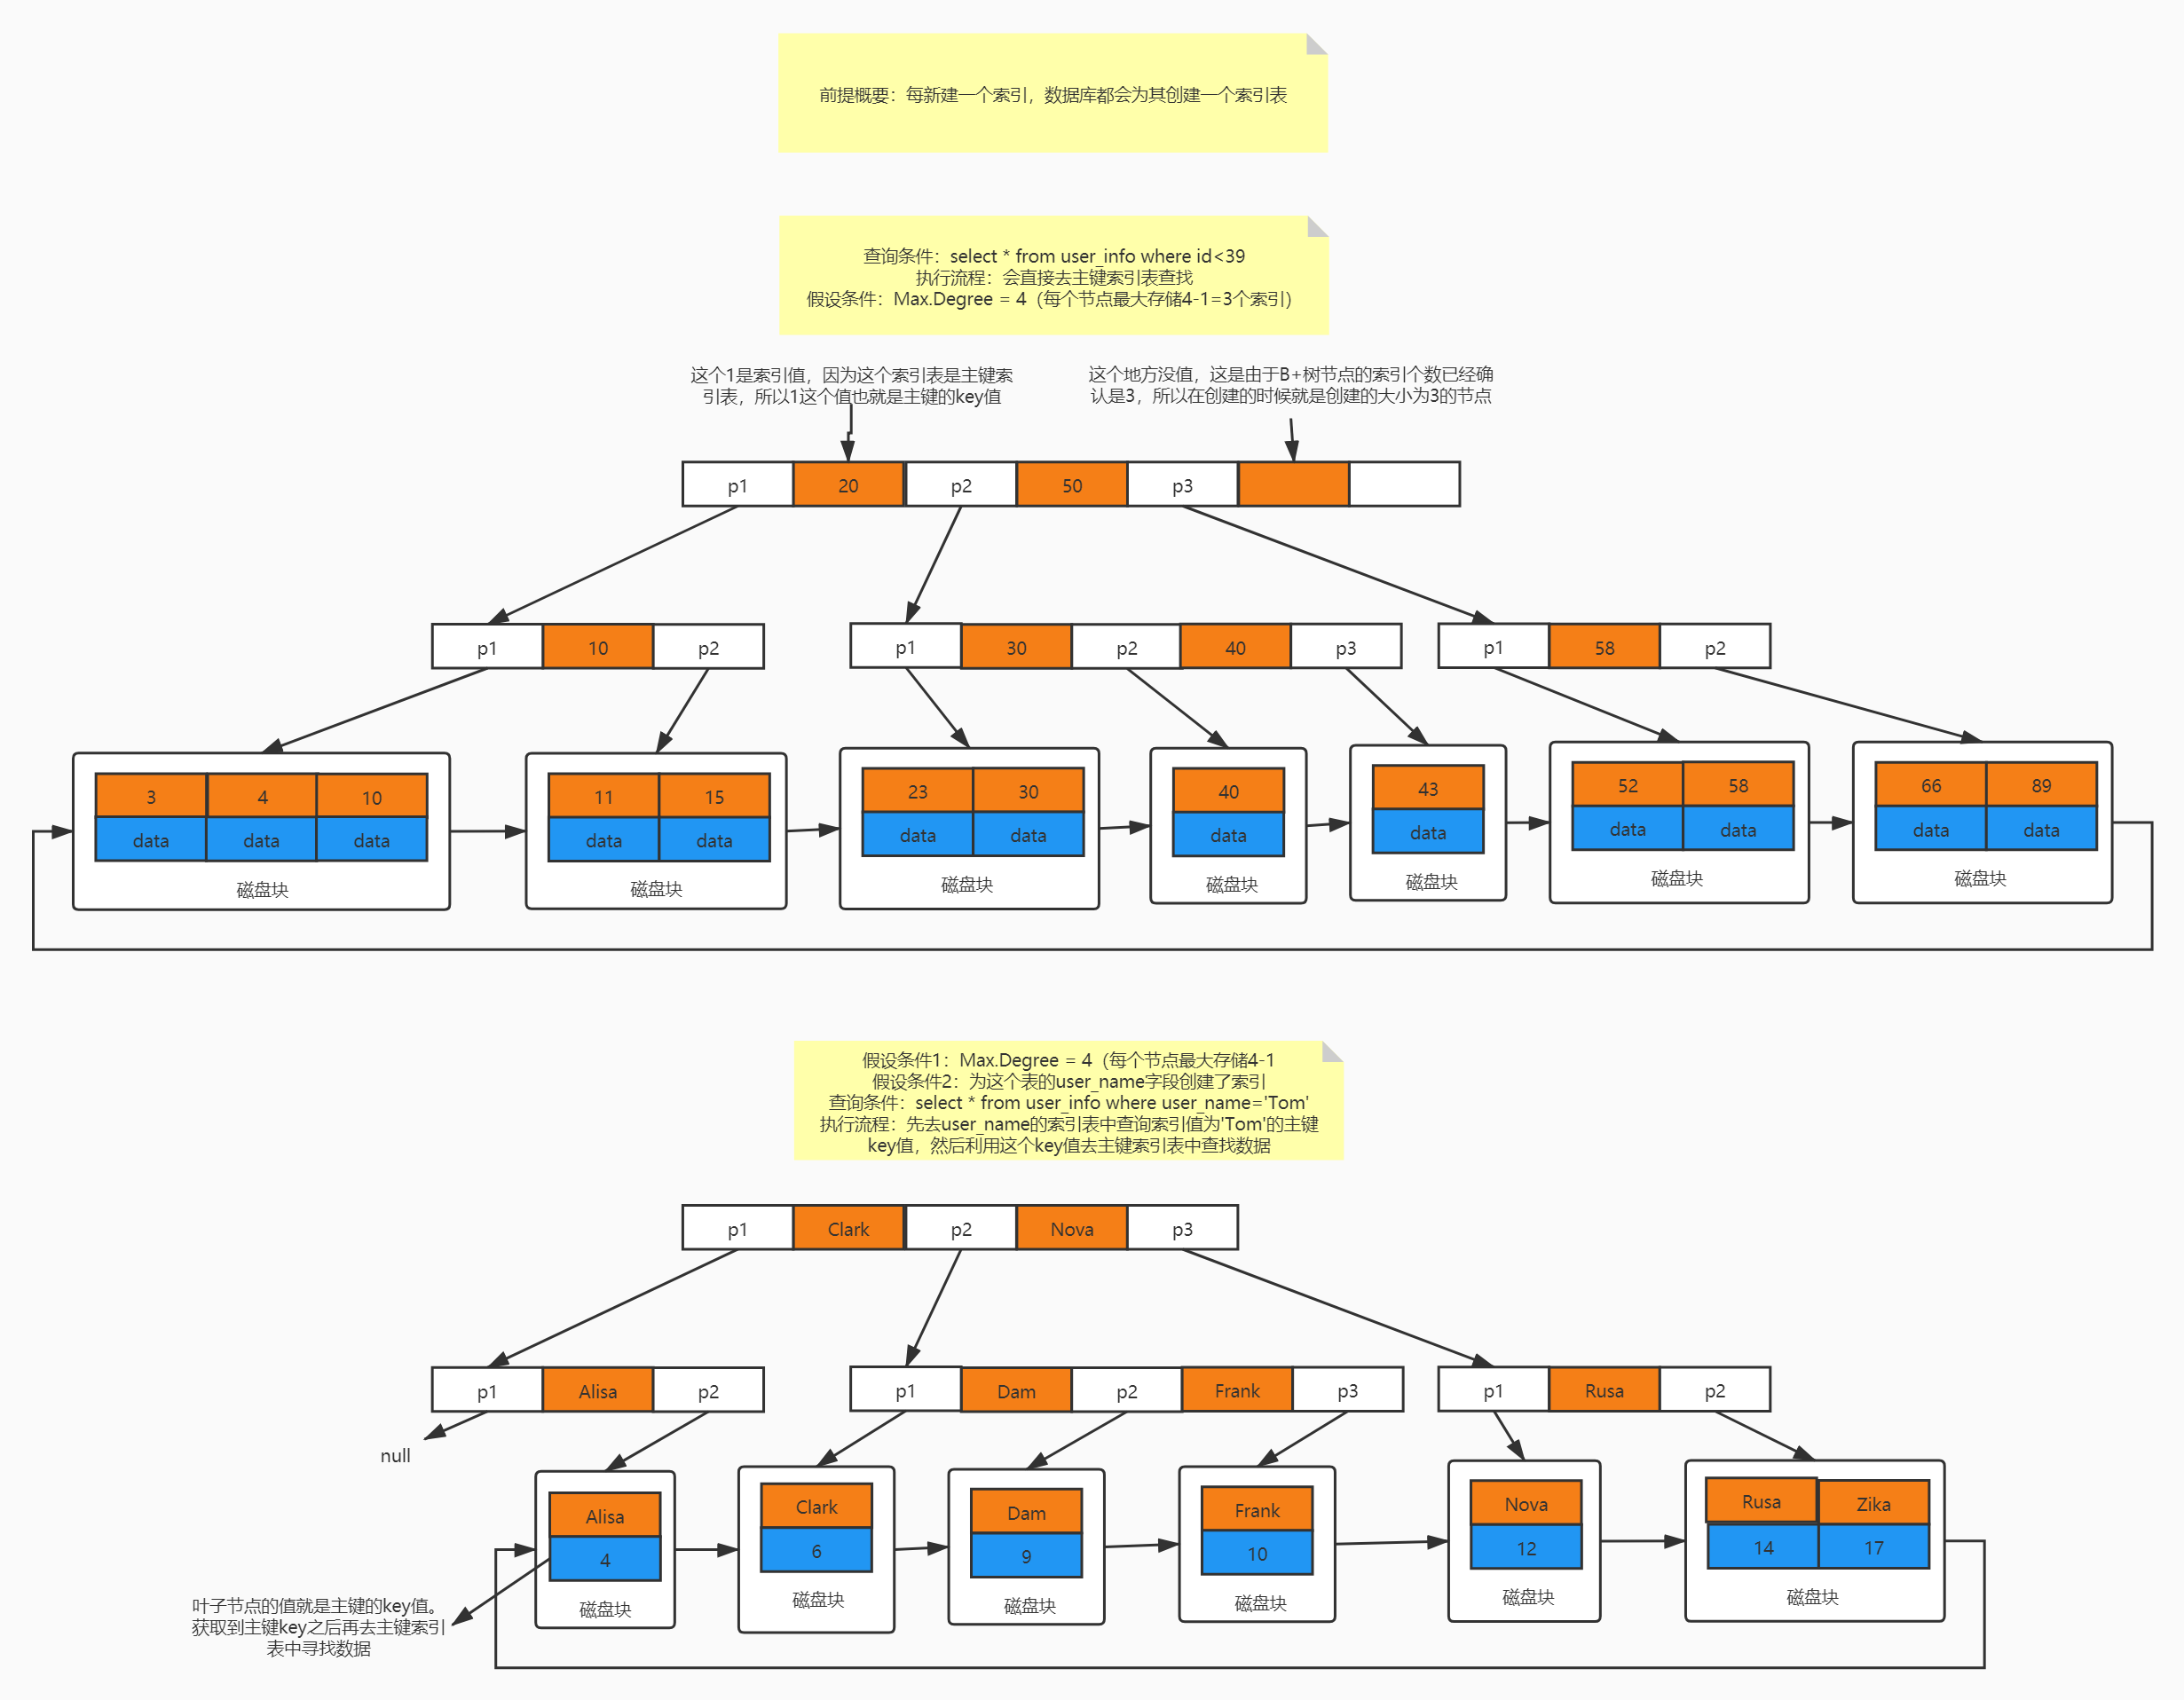 前提概要：每新建一个索引，数据库都会为其创建一个索引表
查询条件：select * from user_info where id<39
执行流程：会直接去主键索引表查找
假设条件：Max.Degree = 4（每个节点最大存储4-1=3个索引）
这个1是索引值，因为这个索引表是主键索
引表，所以1这个值也就是主键的key值
这个地方没值，这是由于B+树节点的索引个数已经确
认是3，所以在创建的时候就是创建的大小为3的节点
p1 20 p2 50 p3
p1 10 p2
p1 30 p2 40 p3
p1 58 p2
3 4 10
data data data
磁盘块
11 15
data data
磁盘块
23 30
data data
磁盘块
40
data
磁盘块
43
data
磁盘块
52 58
data data
磁盘块
66 89
data data
磁盘块
假设条件1：Max.Degree = 4（每个节点最大存储4-1
假设条件2：为这个表的user_name字段创建了索引
查询条件：select * from user_info where user_name='Tom'
执行流程：先去user_name的索引表中查询索引值为'Tom'的主键
key值，然后利用这个key值去主键索引表中查找数据
p1 Clark p2 Nova p3
p1 Alisa p2
p1 Dam p2 Frank p3
p1 Rusa p2
null
Alisa
4
磁盘块
Clark
6
磁盘块
Dam
9
磁盘块
Frank
10
磁盘块
Nova
12
磁盘块
Rusa Zika
14 17
磁盘块
叶子节点的值就是主键的key值。
获取到主键key之后再去主键索引
表中寻找数据